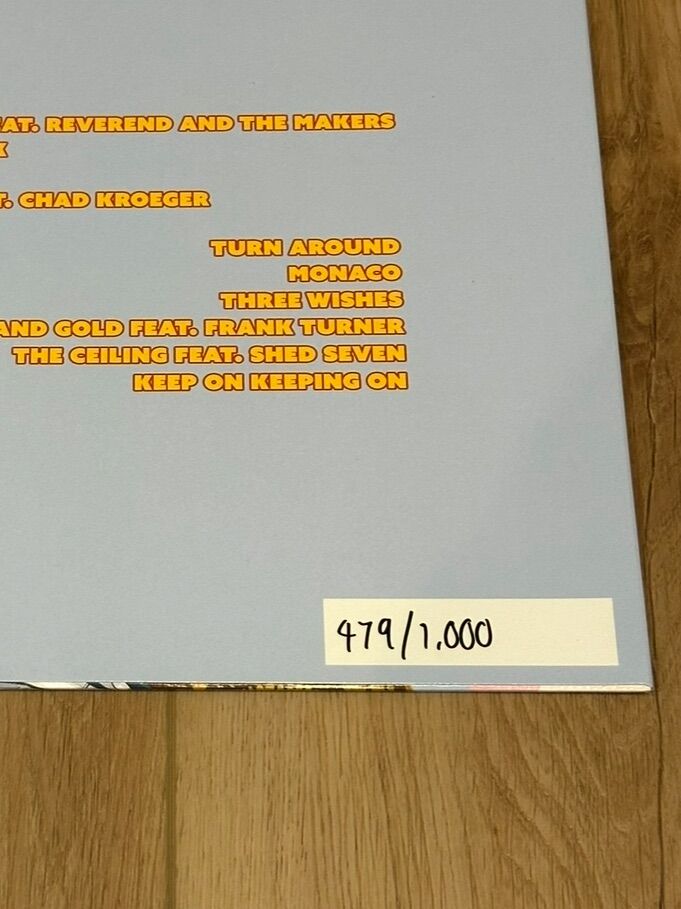 EAT. REVEREND AND THE MAKERS
K
T. CHAD KROEGER
TURN AROUND
MONACO
THREE WISHES
AND GOLD FEAT. FRANK TURNER
THE CEILING FEAT. SHED SEVEN
KEEP ON KEEPING ON
479/1.000